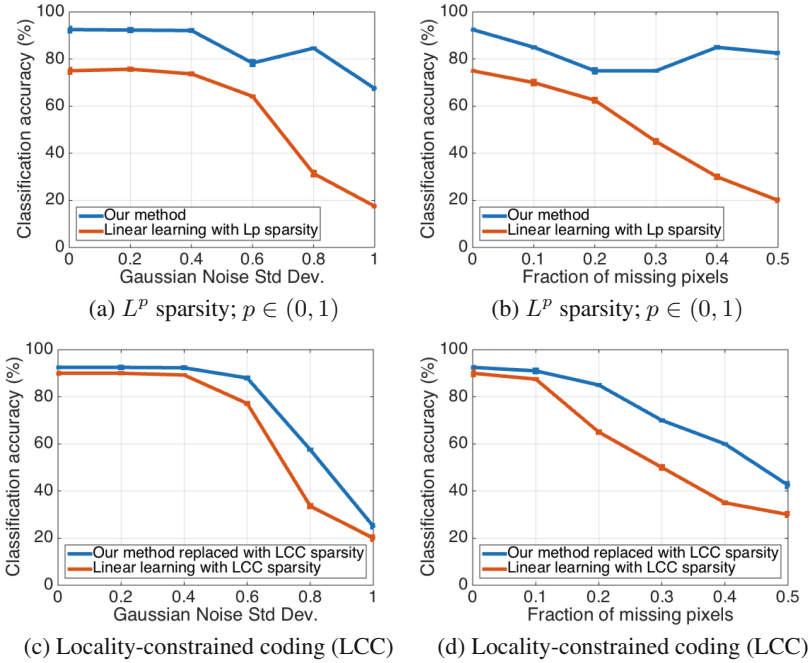 Classification accuracy (%)
100
80
60
40
20
0
Our method
Linear learning with Lp sparsity
0 0.2 0.4 0.6 0.8 1
Gaussian Noise Std Dev.
(a) L^p sparsity; p ∈ (0, 1)
Classification accuracy (%)
100
80
60
40
20
0
Our method
Linear learning with Lp sparsity
0 0.1 0.2 0.3 0.4 0.5
Fraction of missing pixels
(b) L^p sparsity; p ∈ (0, 1)
Classification accuracy (%)
100
80
60
40
20
0
Our method replaced with LCC sparsity
Linear learning with LCC sparsity
0 0.2 0.4 0.6 0.8 1
Gaussian Noise Std Dev.
(c) Locality-constrained coding (LCC)
Classification accuracy (%)
100
80
60
40
20
0
Our method replaced with LCC sparsity
Linear learning with LCC sparsity
0 0.1 0.2 0.3 0.4 0.5
Fraction of missing pixels
(d) Locality-constrained coding (LCC)